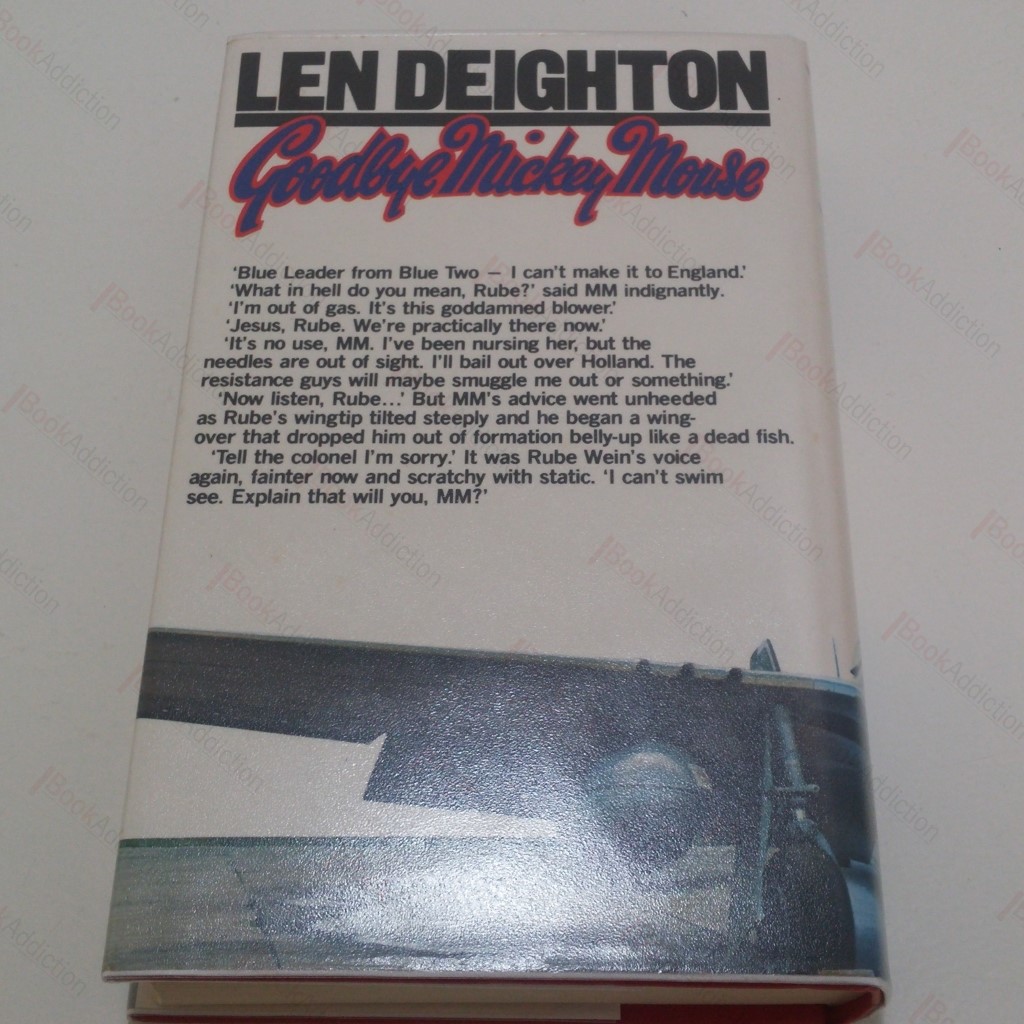 LEN DEIGHTON
Goodbye Mickey Mouse
‘Blue Leader from Blue Two – I can’t make it to England.’
‘What in hell do you mean, Rube?’ said MM indignantly.
‘I’m out of gas. It’s this goddamned blower.’
‘Jesus, Rube. We’re practically there now.’
‘It’s no use, MM. I’ve been nursing her, but the
needles are out of sight. I’ll bail out over Holland. The
resistance guys will maybe smuggle me out or something.’
‘Now listen, Rube...’ But MM’s advice went unheeded
as Rube’s wingtip tilted steeply and he began a wing-
over that dropped him out of formation belly-up like a dead fish.
‘Tell the colonel I’m sorry.’ It was Rube Wein’s voice
again, fainter now and scratchy with static. ‘I can’t swim
see. Explain that will you, MM?’
BookAddiction